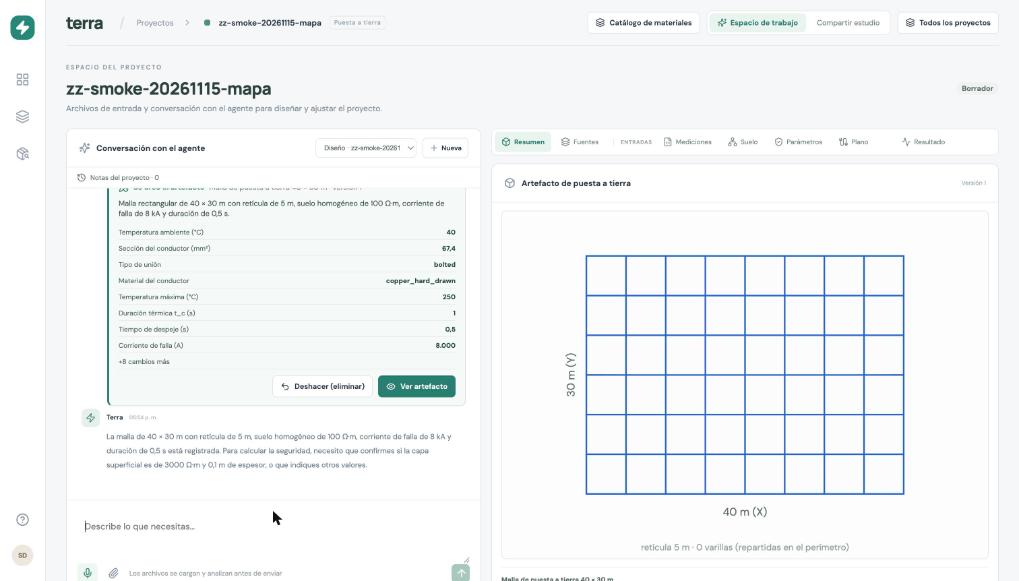 terra / Proyectos > zz-smoke-20261115-mapa Puesta a tierra
Catálogo de materiales Espacio de trabajo Compartir estudio Todos los proyectos
ESPACIO DEL PROYECTO
zz-smoke-20261115-mapa
Borrador
Archivos de entrada y conversación con el agente para diseñar y ajustar el proyecto.
Conversación con el agente Diseño · zz-smoke-20261 + Nueva
Notas del proyecto · 0
Malla rectangular de 40 × 30 m con retícula de 5 m, suelo homogéneo de 100 Ω·m, corriente de
falla de 8 kA y duración de 0,5 s.
Temperatura ambiente (°C) 40
Sección del conductor (mm²) 67,4
Tipo de unión bolted
Material del conductor copper_hard_drawn
Temperatura máxima (°C) 250
Duración térmica t_c (s) 1
Tiempo de despeje (s) 0,5
Corriente de falla (A) 8.000
+8 cambios más
Deshacer (eliminar) Ver artefacto
Terra
La malla de 40 × 30 m con retícula de 5 m, suelo homogéneo de 100 Ω·m, corriente de falla de 8 kA y
duración de 0,5 s está registrada. Para calcular la seguridad, necesito que confirmes si la capa
superficial es de 3000 Ω·m y 0,1 m de espesor, o que indiques otros valores.
Describe lo que necesitas...
Los archivos se cargan y analizan antes de enviar
SD
Resumen Fuentes ENTRADAS Mediciones Suelo Parámetros Plano Resultado
Artefacto de puesta a tierra Versión 1
30 m (Y)
40 m (X)
retícula 5 m · 0 varillas (repartidas en el perímetro)
Malla de puesta a tierra 40 × 30 m